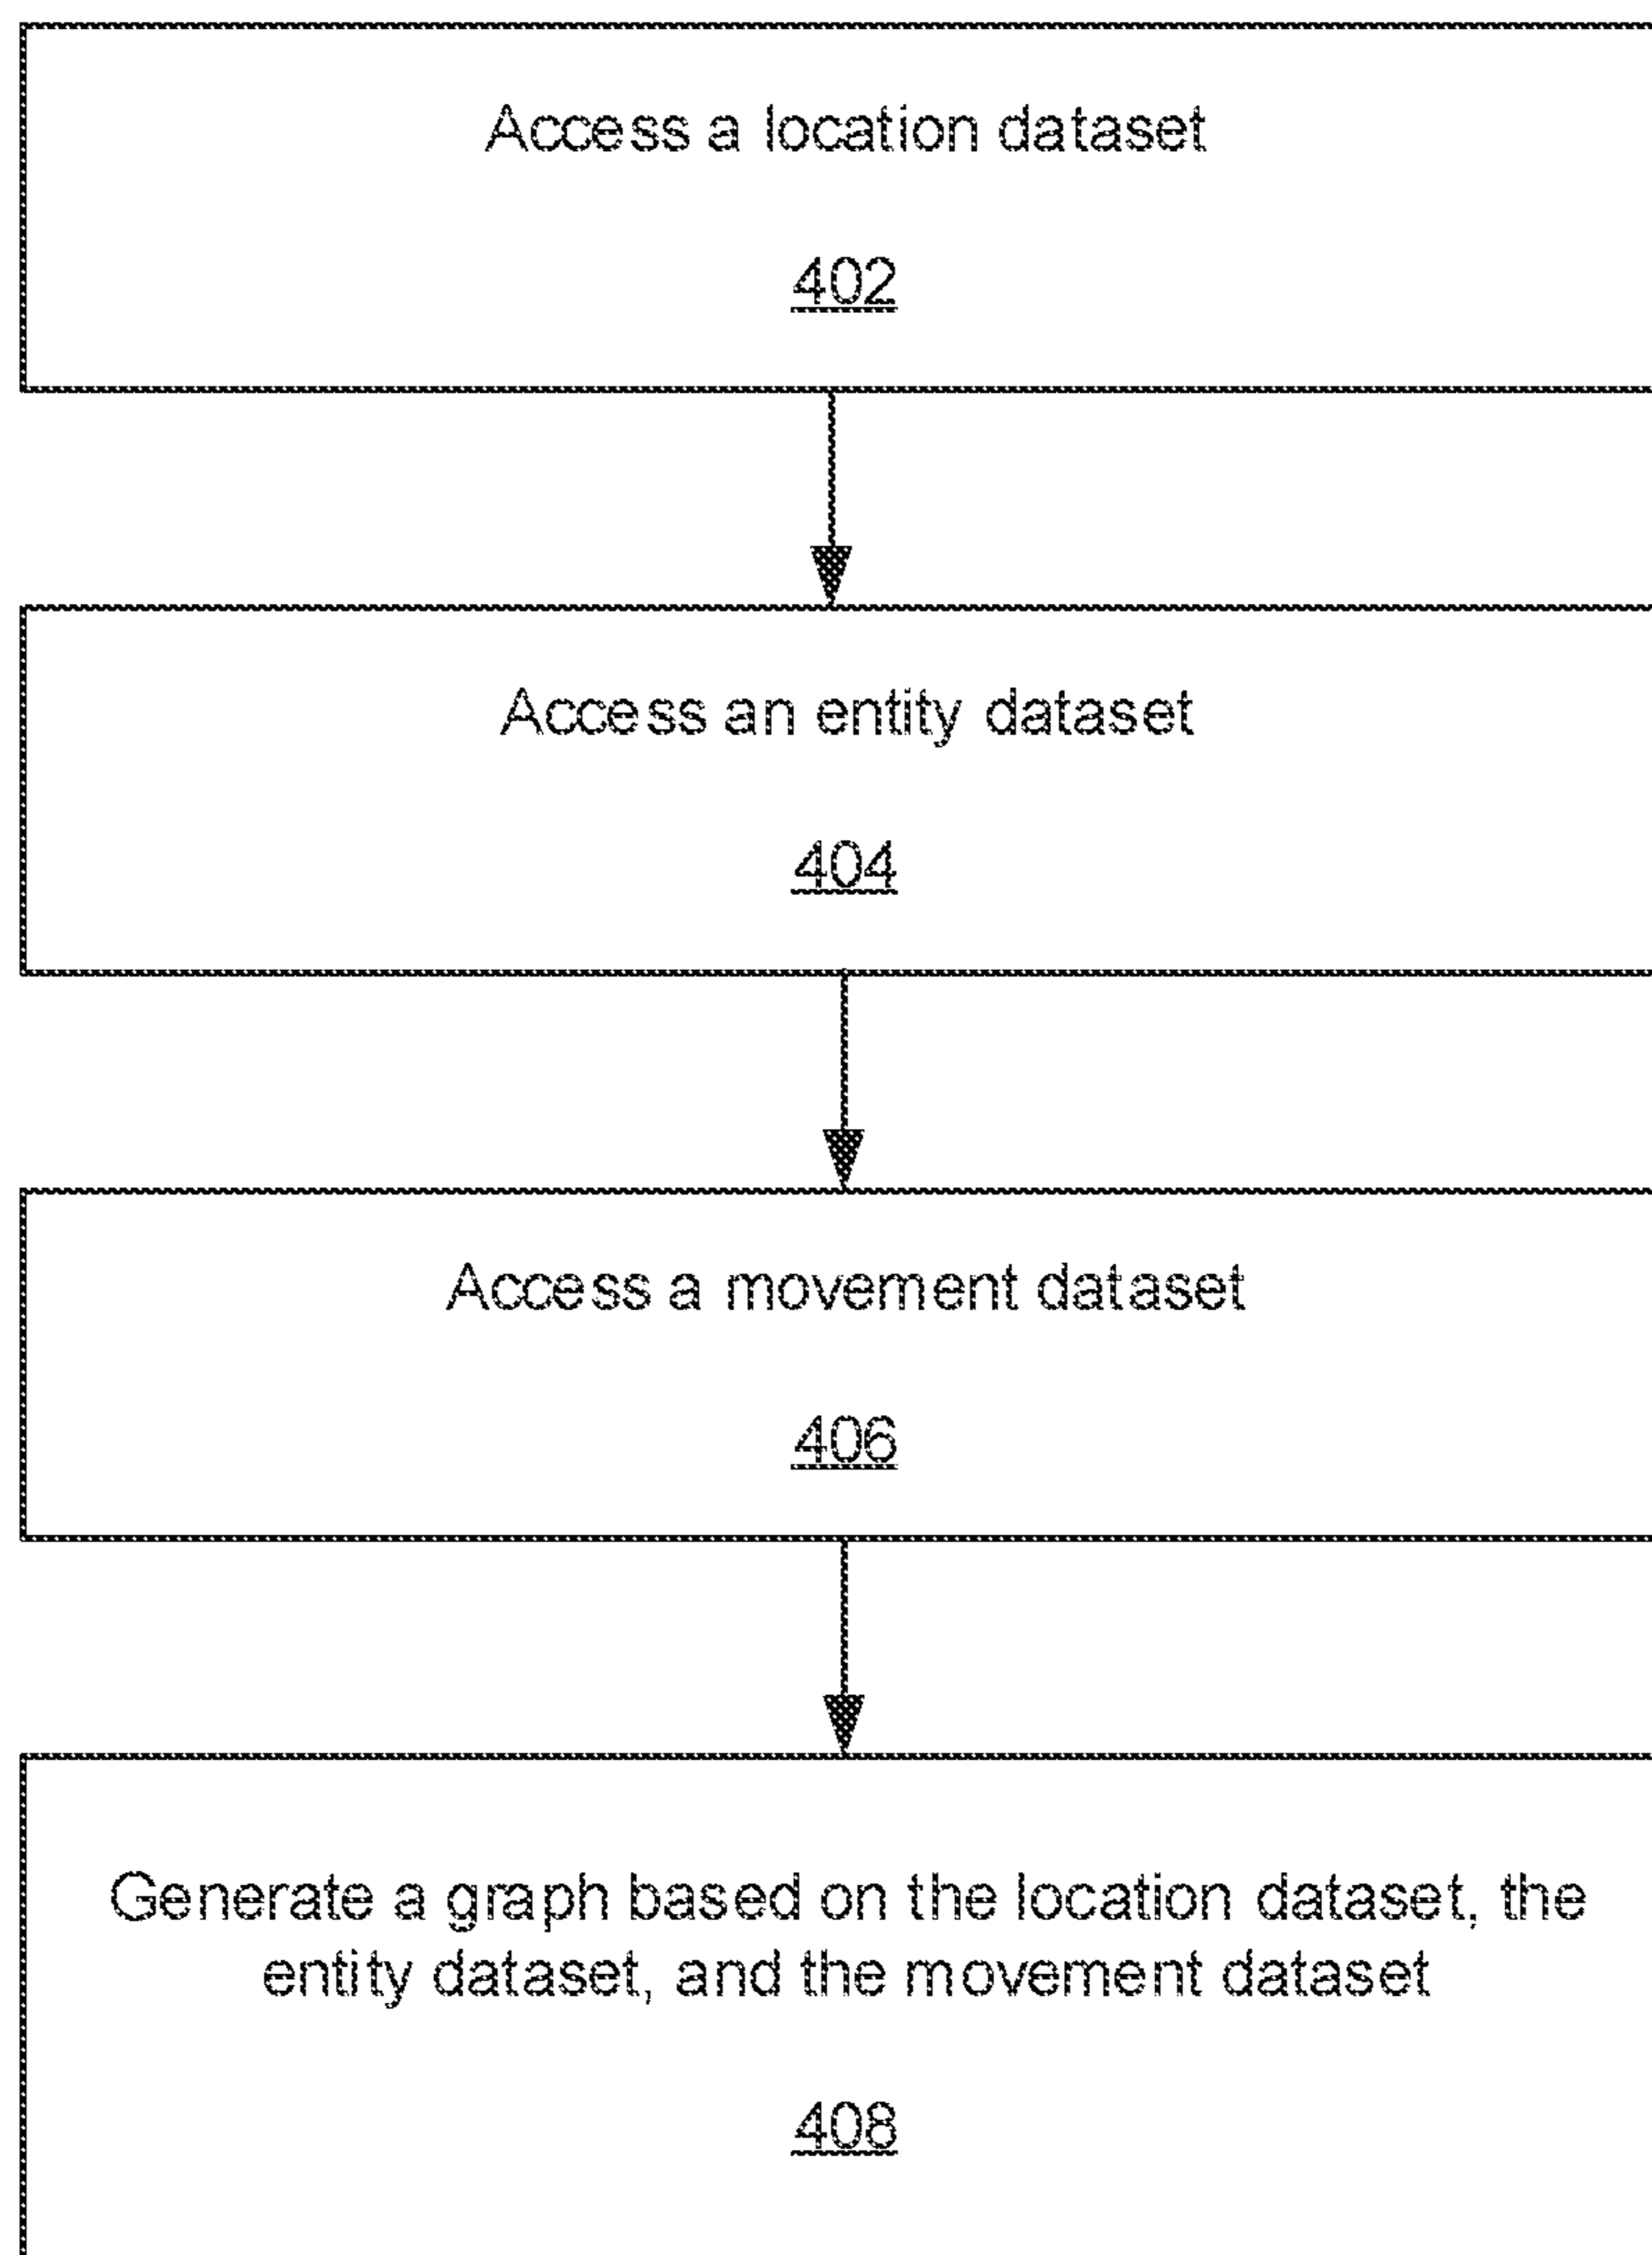 Access a location dataset
402
Access an entity dataset
404
Access a movement dataset
406
Generate a graph based on the location dataset, the
entity dataset, and the movement dataset
408